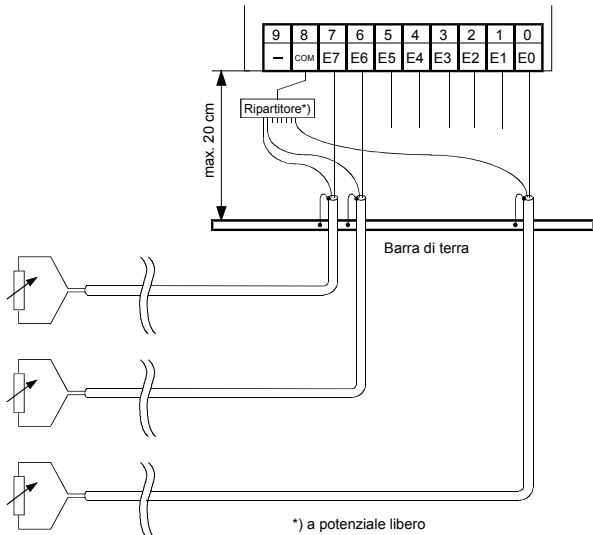 9 8 7 6 5 4 3 2 1 0
– COM E7 E6 E5 E4 E3 E2 E1 E0
Ripartitore*)
max. 20 cm
Barra di terra
*) a potenziale libero